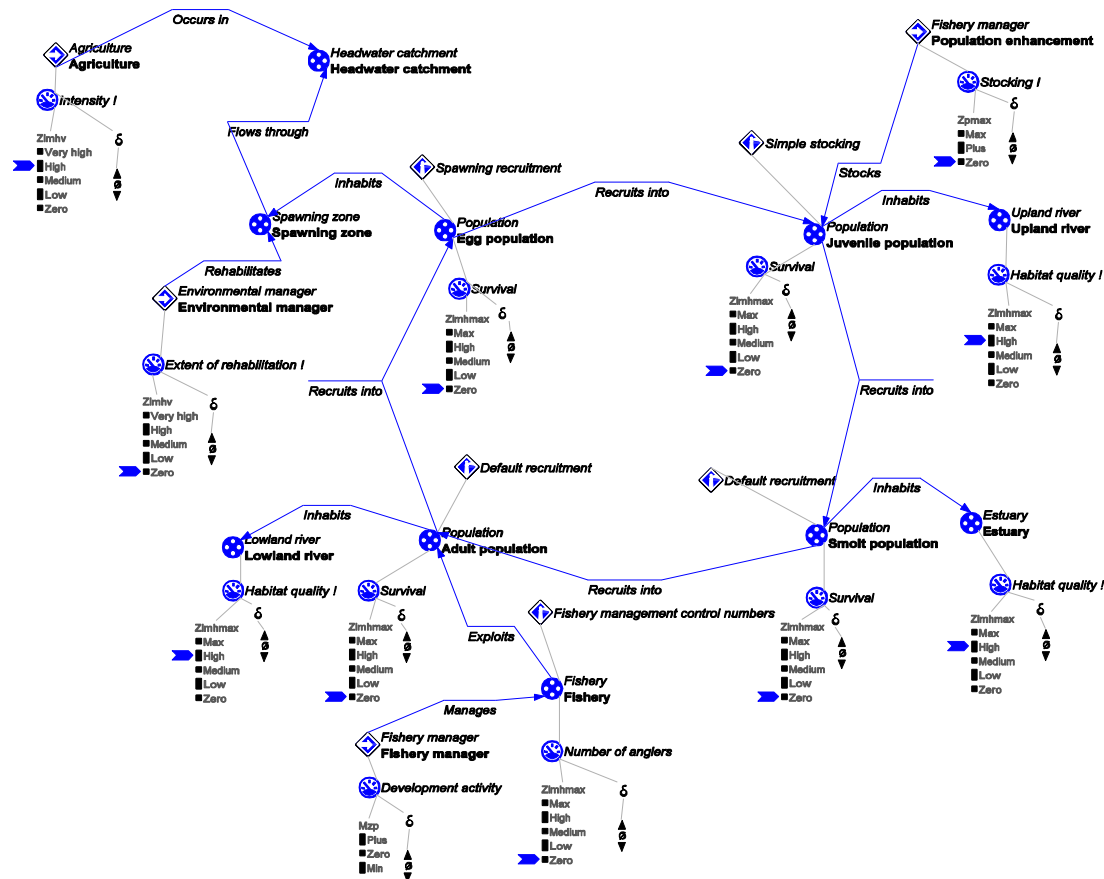 Occurs in
Agriculture
Agriculture
Intensity !
Zlmhv
Very high
High
Medium
Low
Zero
δ
ø
Headwater catchment
Headwater catchment
Flows through
Fishery manager
Population enhancement
Stocking !
Zpmax
Max
Plus
Zero
δ
ø
Stocks
Simple stocking
Spawning recruitment
Inhabits
Recruits into
Inhabits
Spawning zone
Spawning zone
Population
Egg population
Survival
Zlmhmax
Max
High
Medium
Low
Zero
δ
ø
Population
Juvenile population
Survival
Zlmhmax
Max
High
Medium
Low
Zero
δ
ø
Upland river
Upland river
Habitat quality !
Zlmhmax
Max
High
Medium
Low
Zero
δ
ø
Rehabilitates
Environmental manager
Environmental manager
Extent of rehabilitation !
Zlmhv
Very high
High
Medium
Low
Zero
δ
ø
Recruits into
Recruits into
Default recruitment
Default recruitment
Inhabits
Inhabits
Lowland river
Lowland river
Habitat quality !
Zlmhmax
Max
High
Medium
Low
Zero
δ
ø
Population
Adult population
Survival
Zlmhmax
Max
High
Medium
Low
Zero
δ
ø
Recruits into
Population
Smolt population
Survival
Zlmhmax
Max
High
Medium
Low
Zero
δ
ø
Estuary
Estuary
Habitat quality !
Zlmhmax
Max
High
Medium
Low
Zero
δ
ø
Fishery management control numbers
Exploits
Fishery
Fishery
Number of anglers
Zlmhmax
Max
High
Medium
Low
Zero
δ
ø
Manages
Fishery manager
Fishery manager
Development activity
Mzp
Plus
Zero
Min
δ
ø